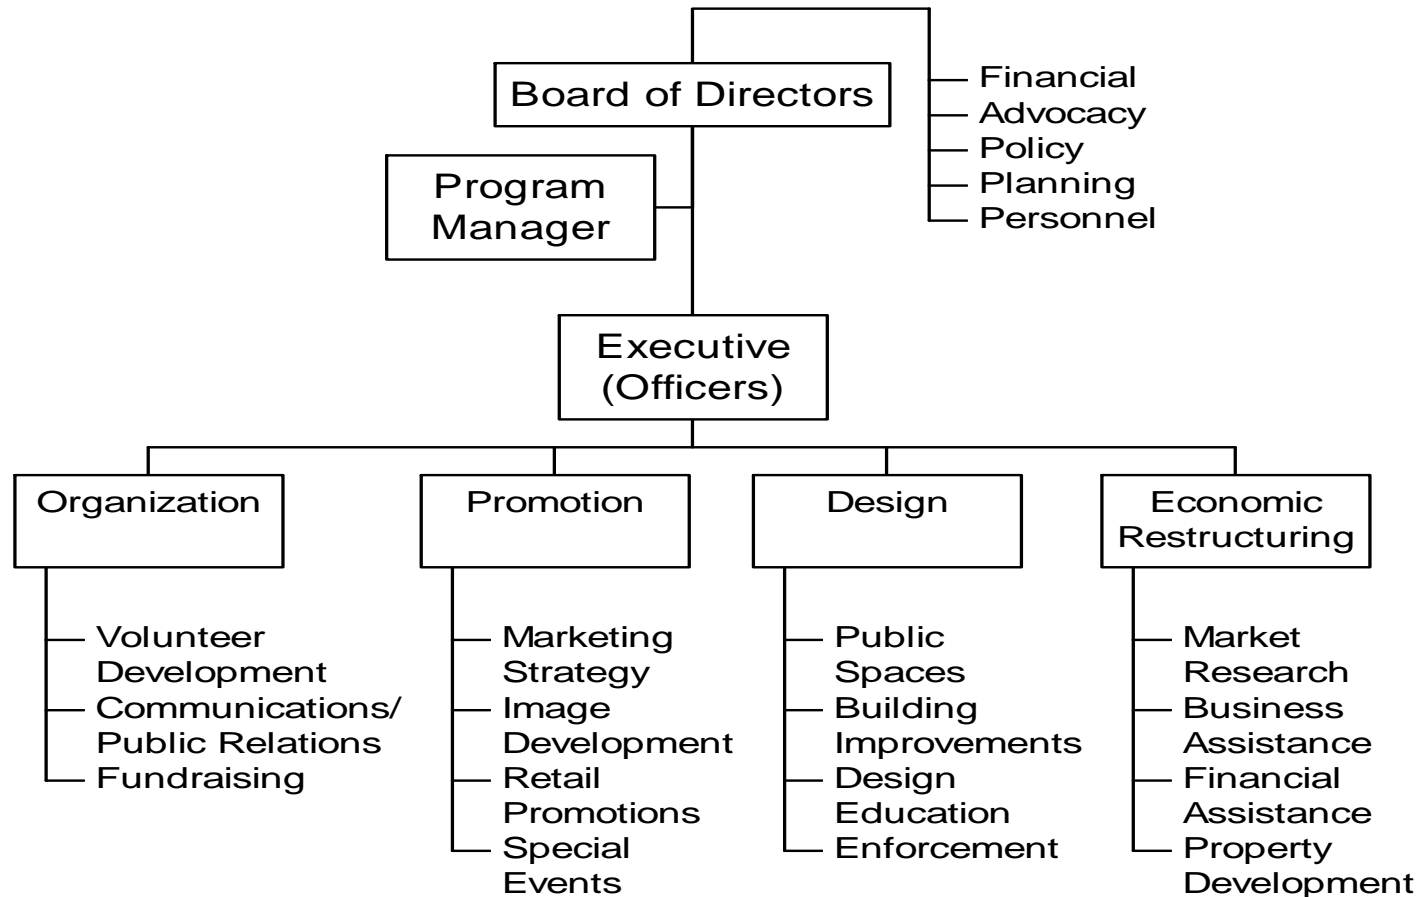 Board of Directors
Financial
Advocacy
Policy
Planning
Personnel
Program
Manager
Executive
(Officers)
Organization
Volunteer
Development
Communications/
Public Relations
Fundraising
Promotion
Marketing
Strategy
Image
Development
Retail
Promotions
Special
Events
Design
Public
Spaces
Building
Improvements
Design
Education
Enforcement
Economic
Restructuring
Market
Research
Business
Assistance
Financial
Assistance
Property
Development